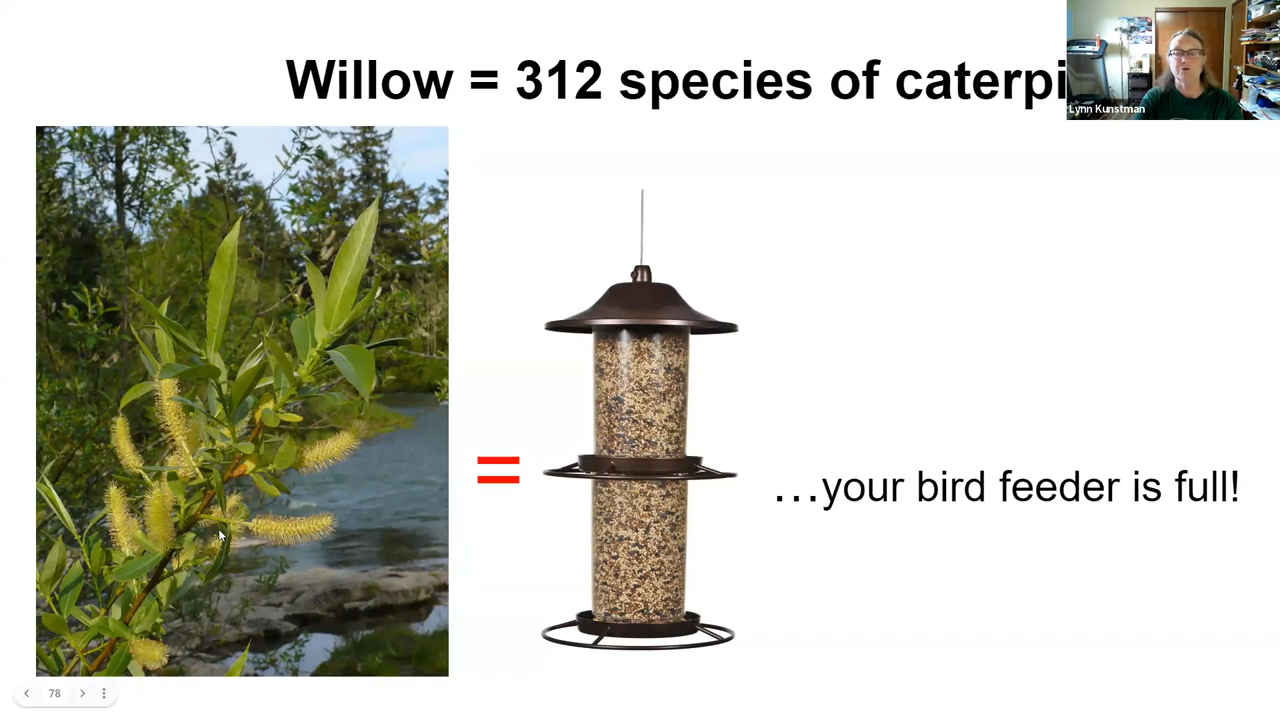 Willow = 312 species of caterpi
Lynn Kunstman
=
...your bird feeder is full!
78